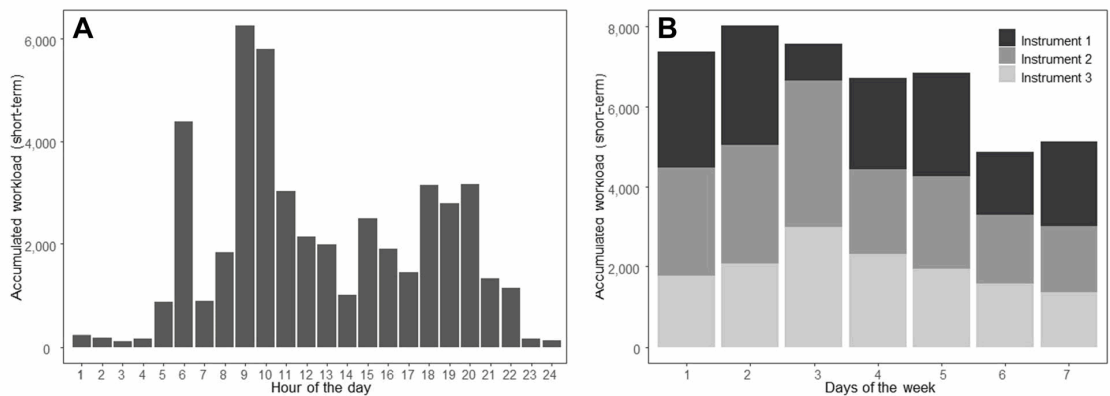 A
Accumulated workload (short-term)
6,000
4,000
2,000
0
1 2 3 4 5 6 7 8 9 10 11 12 13 14 15 16 17 18 19 20 21 22 23 24
Hour of the day
B
Accumulated workload (short-term)
8,000
6,000
4,000
2,000
0
Instrument 1
Instrument 2
Instrument 3
1 2 3 4 5 6 7
Days of the week